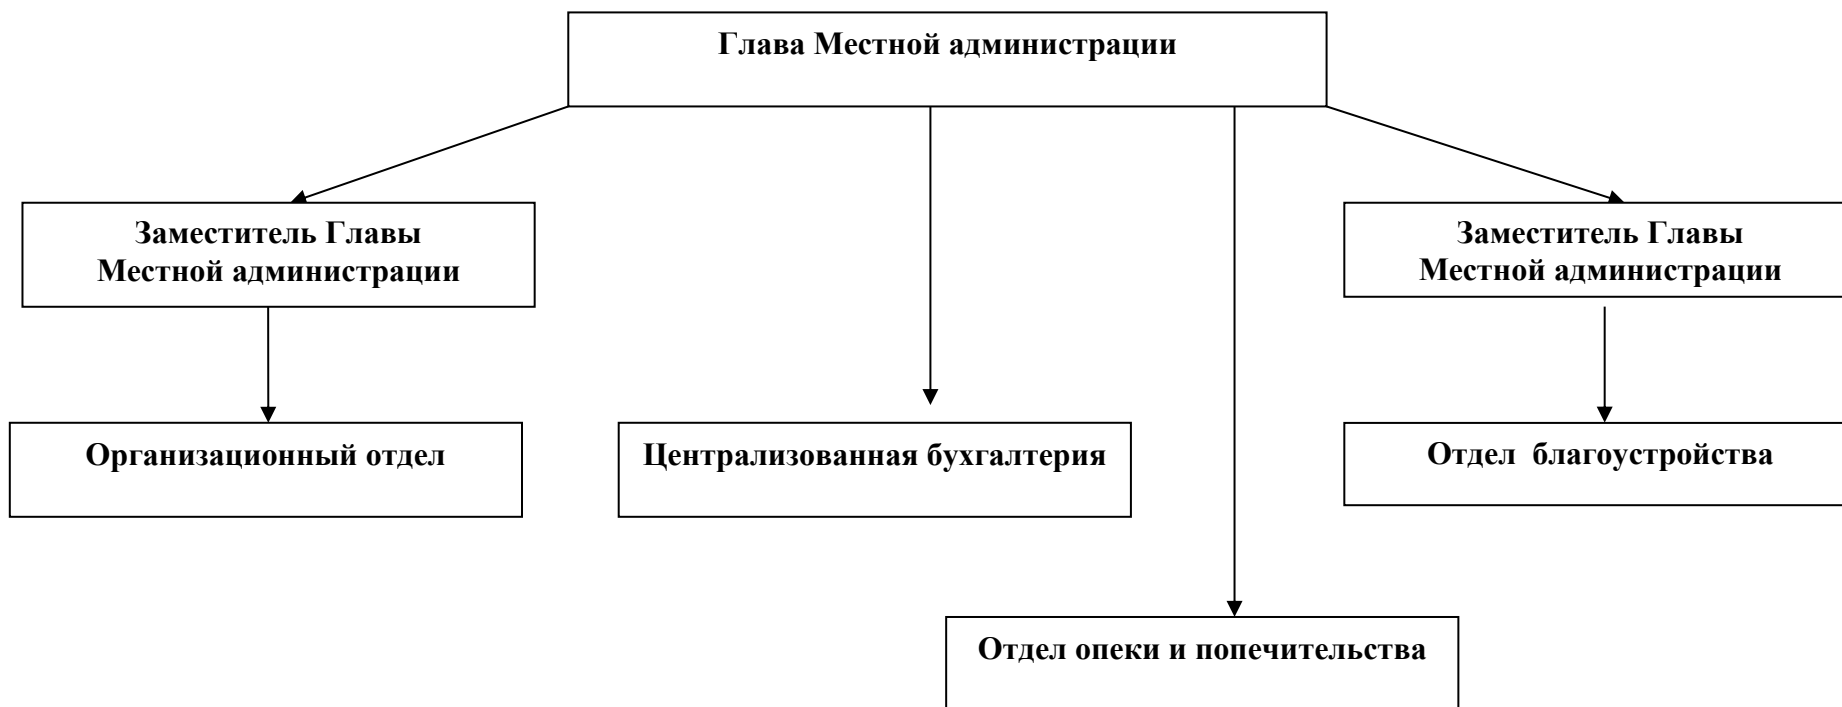 Глава Местной администрации
Заместитель Главы
Местной администрации
Заместитель Главы
Местной администрации
Организационный отдел
Централизованная бухгалтерия
Отдел  благоустройства
Отдел опеки и попечительства